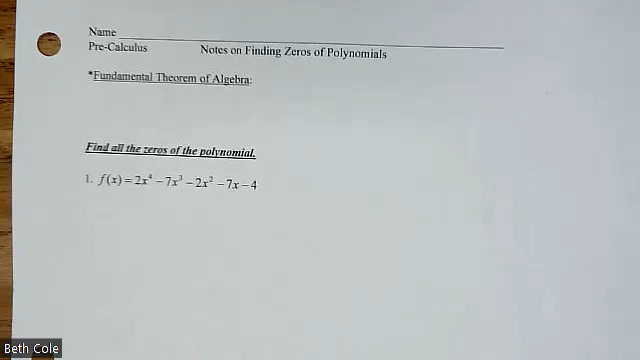 Name
Pre-Calculus Notes on Finding Zeros of Polynomials
*Fundamental Theorem of Algebra:
Find all the zeros of the polynomial.
1. f(x) = 2x⁴ – 7x³ – 2x² – 7x – 4
Beth Cole